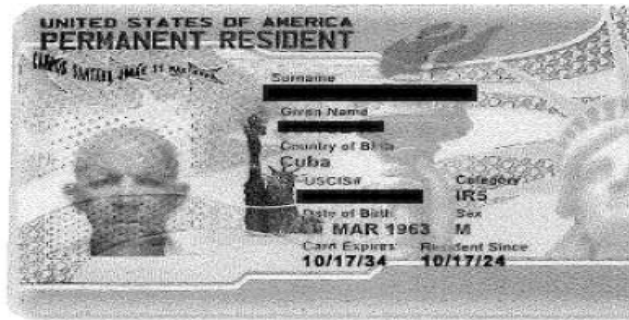 UNITED STATES OF AMERICA
PERMANENT RESIDENT
Surname
Given Name
Country of Birth
Cuba
USCIS# Category
IR5
Date of Birth Sex
MAR 1963 M
Card Expires Resident Since
10/17/34 10/17/24